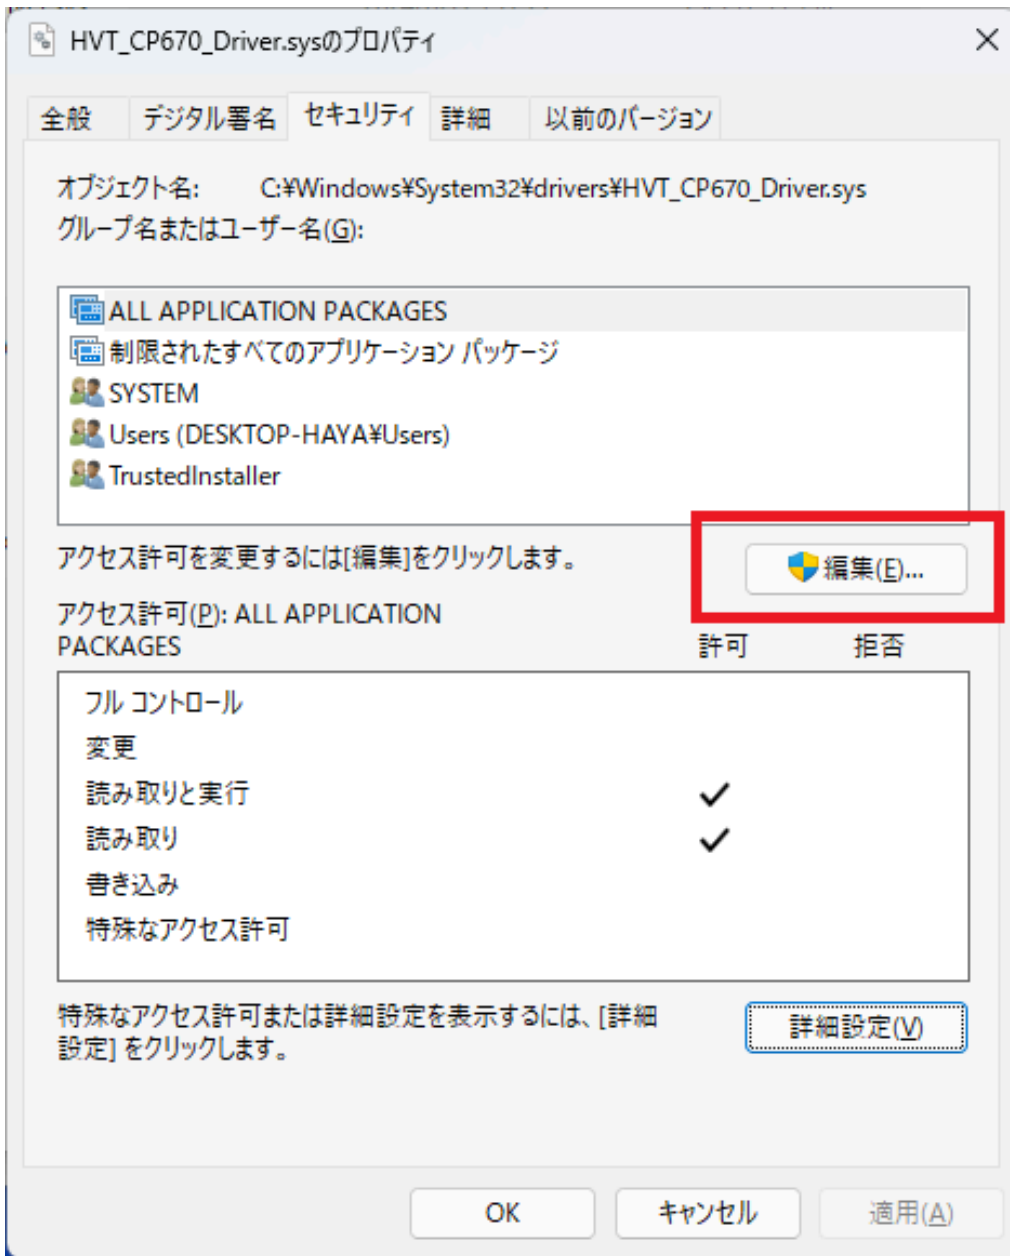 HVT_CP670_Driver.sysのプロパティ
全般 デジタル署名 セキュリティ 詳細 以前のバージョン
オブジェクト名: C:¥Windows¥System32¥drivers¥HVT_CP670_Driver.sys
グループ名またはユーザー名(G):
ALL APPLICATION PACKAGES
制限されたすべてのアプリケーション パッケージ
SYSTEM
Users (DESKTOP-HAYA¥Users)
TrustedInstaller
アクセス許可を変更するには[編集]をクリックします。
編集(E)...
アクセス許可(P): ALL APPLICATION
PACKAGES 許可 拒否
フル コントロール
変更
読み取りと実行
読み取り
書き込み
特殊なアクセス許可
特殊なアクセス許可または詳細設定を表示するには、[詳細
設定] をクリックします。
詳細設定(V)
OK キャンセル 適用(A)